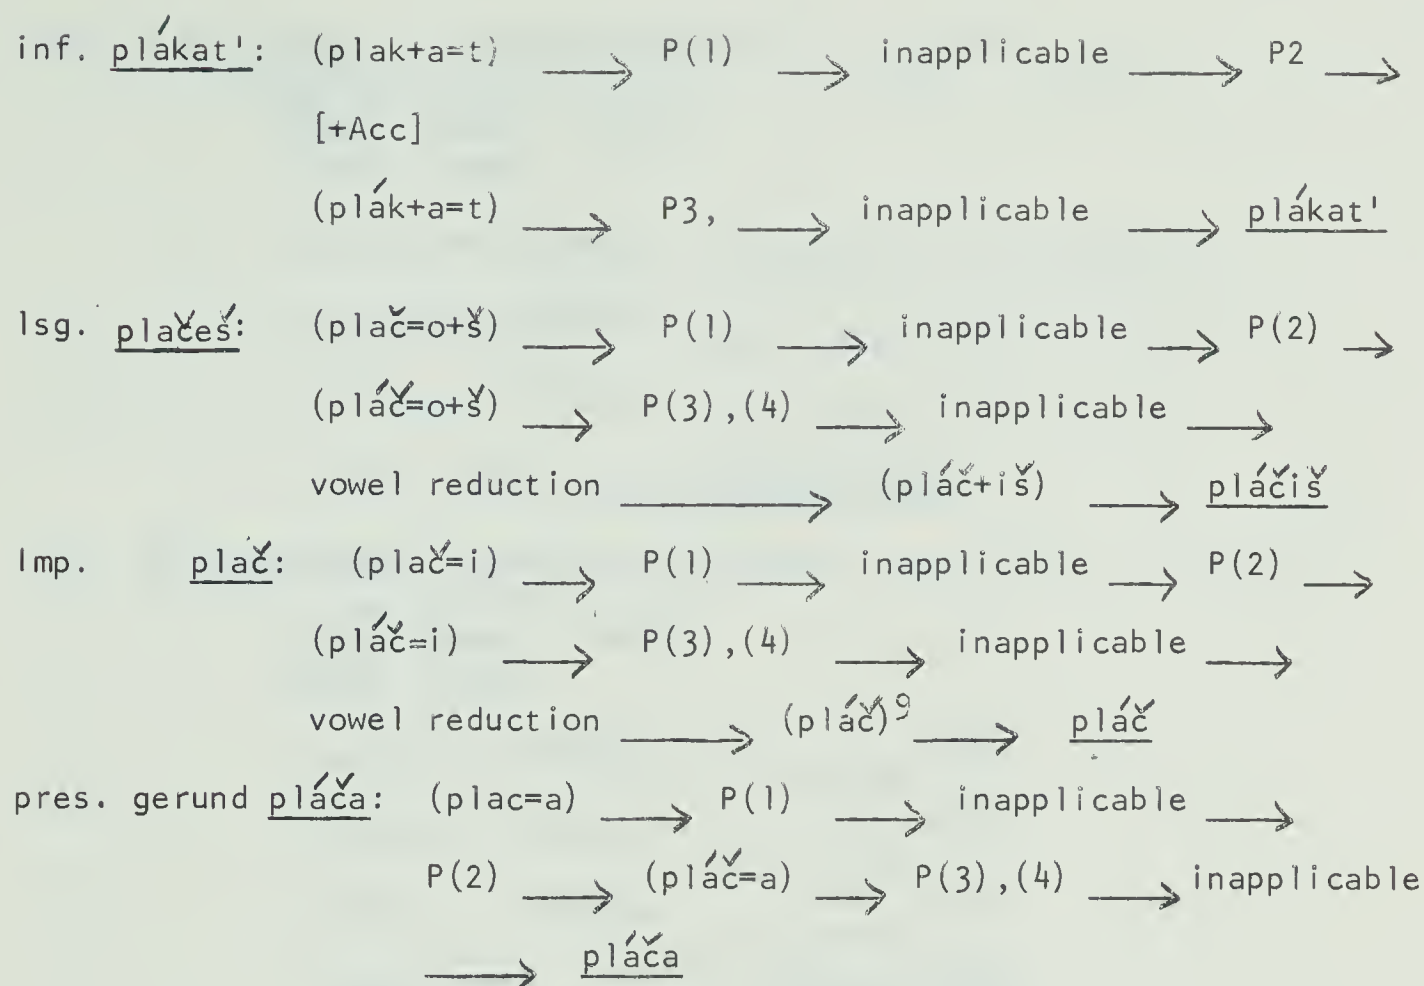 inf. plákat': (plak+a=t) ⟶ P(1) ⟶ inapplicable ⟶ P2 ⟶
[+Acc]
(plák+a=t) ⟶ P3, ⟶ inapplicable ⟶ plákat'
1sg. plačeš: (plač=o+š) ⟶ P(1) ⟶ inapplicable ⟶ P(2) ⟶
(pláč=o+š) ⟶ P(3),(4) ⟶ inapplicable ⟶
vowel reduction ⟶ (pláč+iš) ⟶ pláčiš
Imp. plač: (plač=i) ⟶ P(1) ⟶ inapplicable ⟶ P(2) ⟶
(pláč=i) ⟶ P(3),(4) ⟶ inapplicable ⟶
vowel reduction ⟶ (pláč)⁹ ⟶ pláč
pres. gerund pláča: (plac=a) ⟶ P(1) ⟶ inapplicable ⟶
P(2) ⟶ (pláč=a) ⟶ P(3),(4) ⟶ inapplicable
⟶ pláča